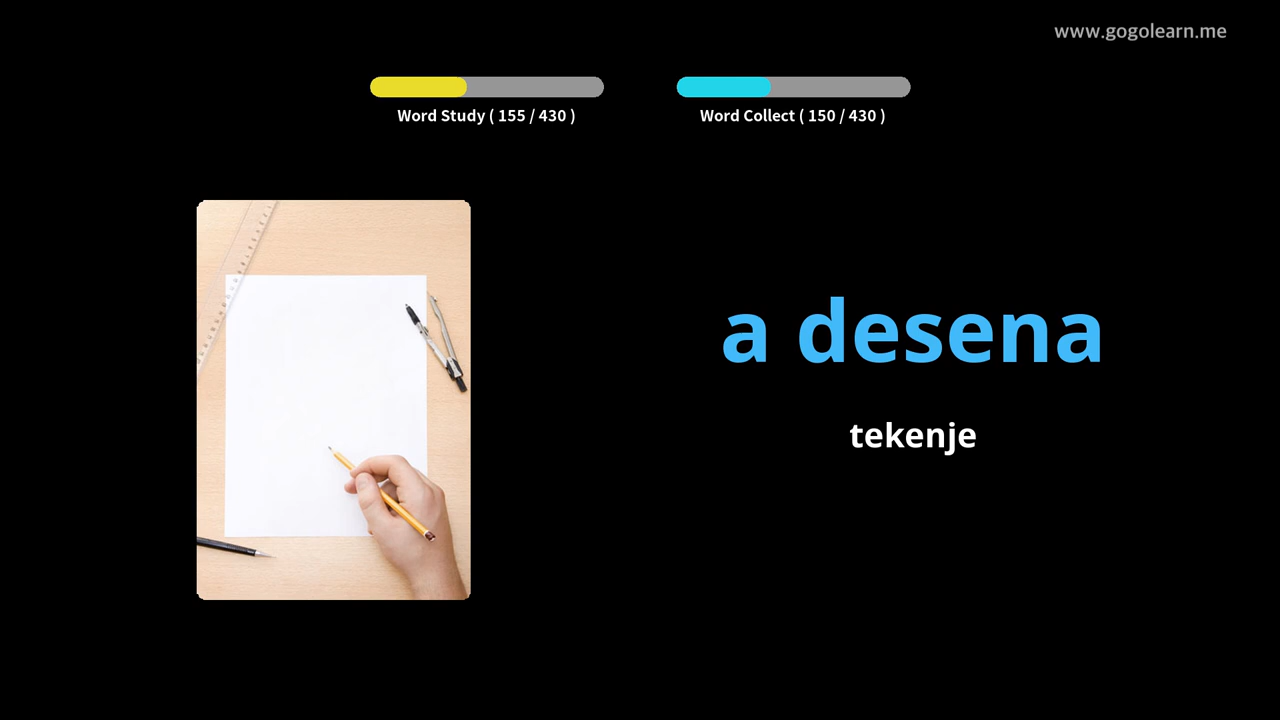 www.gogolearn.me
Word Study ( 155 / 430 )
Word Collect ( 150 / 430 )
a desena
tekenje